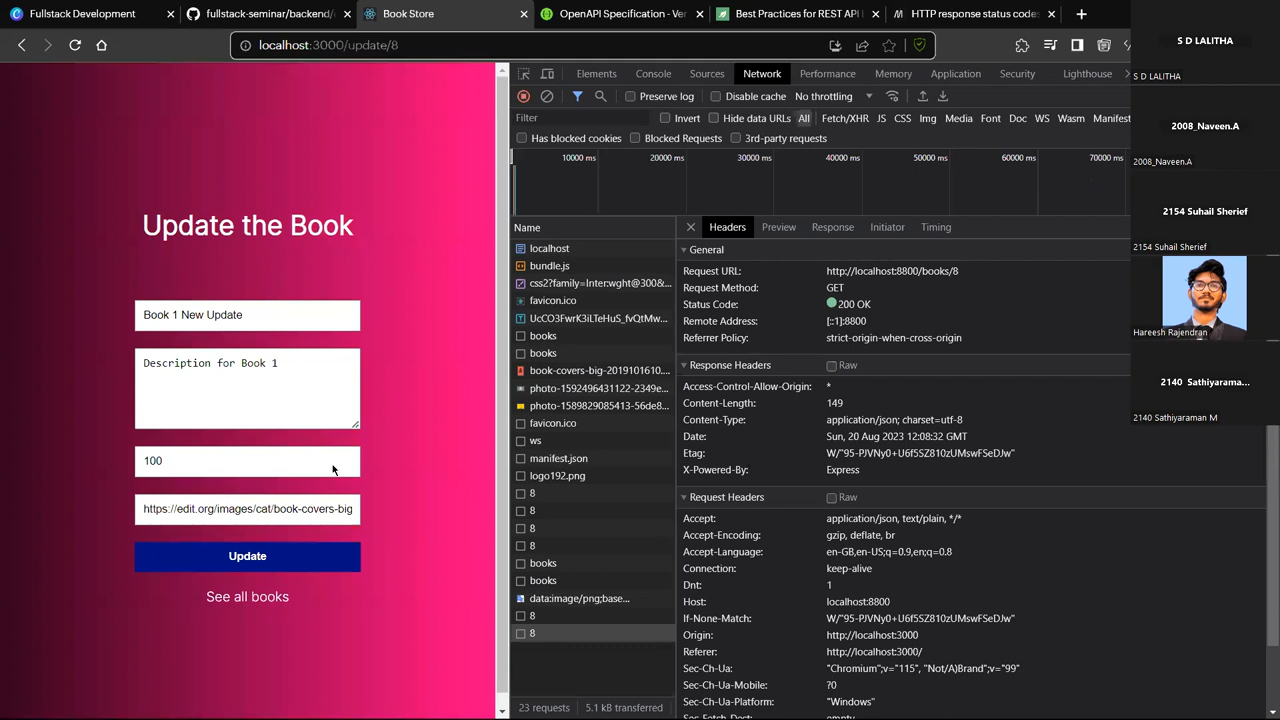 Fullstack Development
fullstack-seminar/backend/
Book Store
OpenAPI Specification - Ver
Best Practices for REST API
HTTP response status codes
localhost:3000/update/8
Update the Book
Book 1 New Update
Description for Book 1
100
https://edit.org/images/cat/book-covers-big
Update
See all books
Elements Console Sources Network Performance Memory Application Security Lighthouse
Preserve log Disable cache No throttling
Filter Invert Hide data URLs All Fetch/XHR JS CSS Img Media Font Doc WS Wasm Manifest
Has blocked cookies Blocked Requests 3rd-party requests
10000 ms 20000 ms 30000 ms 40000 ms 50000 ms 60000 ms 70000 ms
Name
localhost
bundle.js
css2?family=Inter:wght@300&...
favicon.ico
UcCO3FwrK3iLTeHuS_fvQtMw...
books
books
book-covers-big-2019101610...
photo-1592496431122-2349e...
photo-1589829085413-56de8...
favicon.ico
ws
manifest.json
logo192.png
8
8
8
8
books
books
data:image/png;base...
8
8
23 requests 5.1 kB transferred
Headers Preview Response Initiator Timing
General
Request URL: http://localhost:8800/books/8
Request Method: GET
Status Code: 200 OK
Remote Address: [::1]:8800
Referrer Policy: strict-origin-when-cross-origin
Response Headers Raw
Access-Control-Allow-Origin: *
Content-Length: 149
Content-Type: application/json; charset=utf-8
Date: Sun, 20 Aug 2023 12:08:32 GMT
Etag: W/"95-PJVNy0+U6f5SZ810zUMswFSeDJw"
X-Powered-By: Express
Request Headers Raw
Accept: application/json, text/plain, */*
Accept-Encoding: gzip, deflate, br
Accept-Language: en-GB,en-US;q=0.9,en;q=0.8
Connection: keep-alive
Dnt: 1
Host: localhost:8800
If-None-Match: W/"95-PJVNy0+U6f5SZ810zUMswFSeDJw"
Origin: http://localhost:3000
Referer: http://localhost:3000/
Sec-Ch-Ua: "Chromium";v="115", "Not/A)Brand";v="99"
Sec-Ch-Ua-Mobile: ?0
Sec-Ch-Ua-Platform: "Windows"
Sec-Fetch-Dest: empty
S D LALITHA
S D LALITHA
2008_Naveen.A
2008_Naveen.A
2154 Suhail Sherief
2154 Suhail Sherief
Hareesh Rajendran
2140 Sathiyarama...
2140 Sathiyaraman M